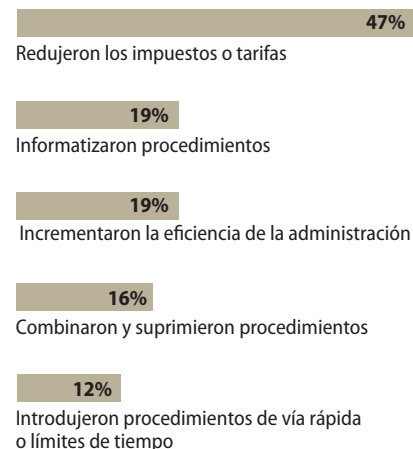 47%
Redujeron los impuestos o tarifas
19%
Informatizaron procedimientos
19%
Incrementaron la eficiencia de la administración
16%
Combinaron y suprimieron procedimientos
12%
Introdujeron procedimientos de vía rápida
o límites de tiempo